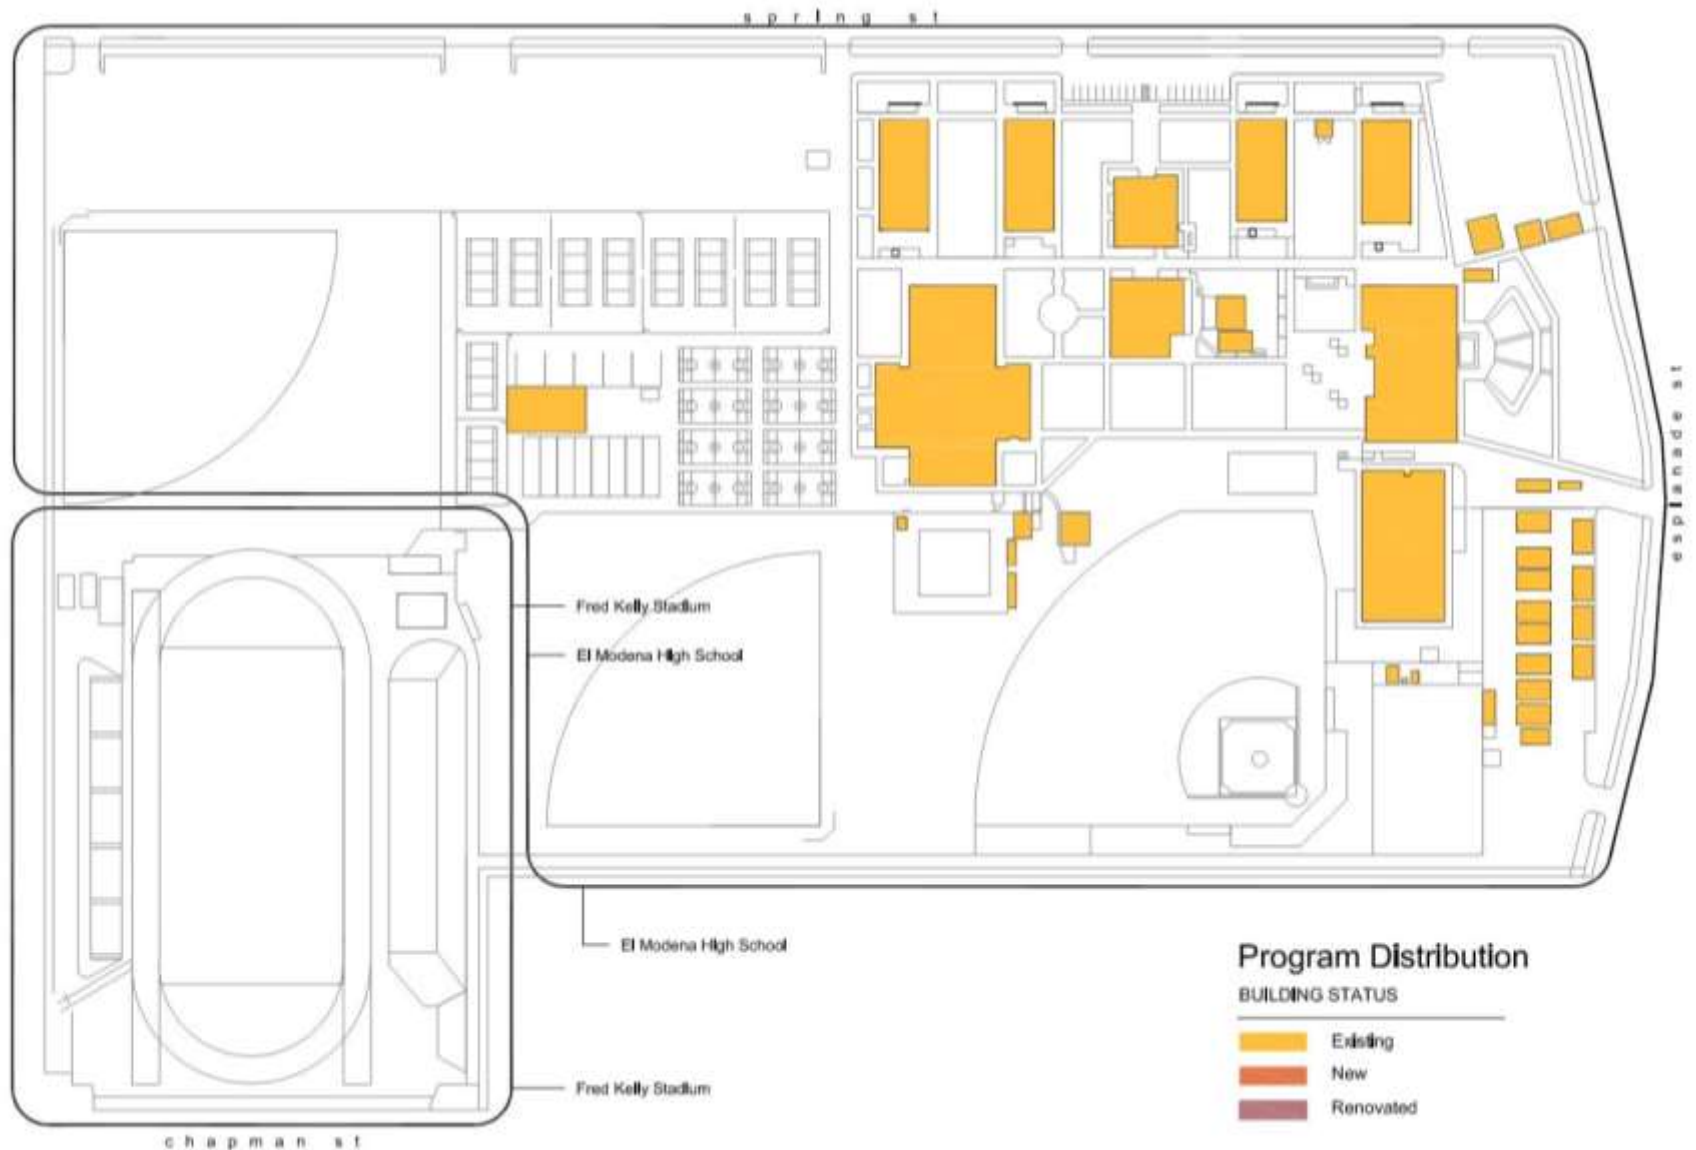 spring st
esplanade st
Fred Kelly Stadium
El Modena High School
El Modena High School
Program Distribution
BUILDING STATUS
Existing
New
Renovated
Fred Kelly Stadium
chapman st